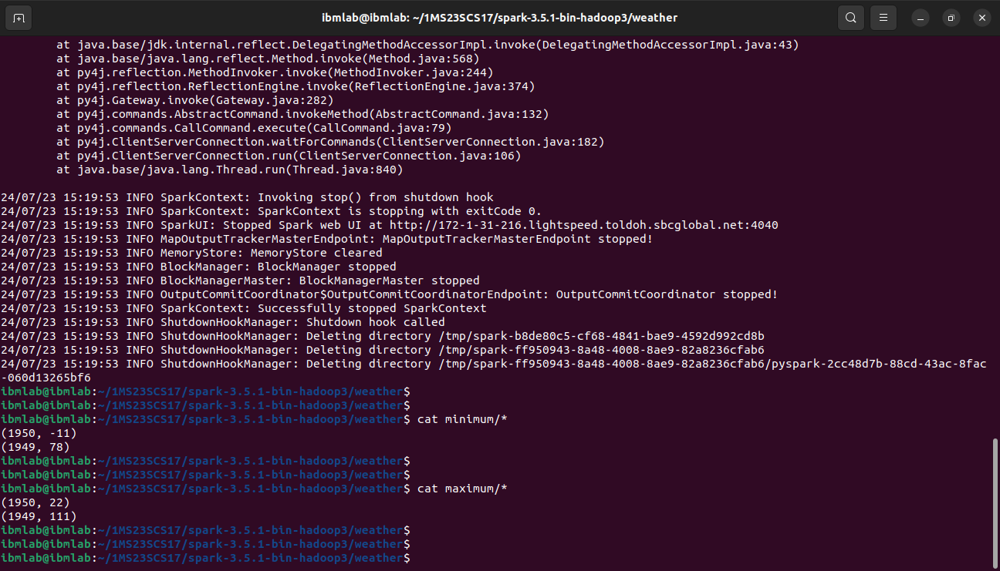 ibmlab@ibmlab: ~/1MS23SCS17/spark-3.5.1-bin-hadoop3/weather
at java.base/jdk.internal.reflect.DelegatingMethodAccessorImpl.invoke(DelegatingMethodAccessorImpl.java:43)
at java.base/java.lang.reflect.Method.invoke(Method.java:568)
at py4j.reflection.MethodInvoker.invoke(MethodInvoker.java:244)
at py4j.reflection.ReflectionEngine.invoke(ReflectionEngine.java:374)
at py4j.Gateway.invoke(Gateway.java:282)
at py4j.commands.AbstractCommand.invokeMethod(AbstractCommand.java:132)
at py4j.commands.CallCommand.execute(CallCommand.java:79)
at py4j.ClientServerConnection.waitForCommands(ClientServerConnection.java:182)
at py4j.ClientServerConnection.run(ClientServerConnection.java:106)
at java.base/java.lang.Thread.run(Thread.java:840)
24/07/23 15:19:53 INFO SparkContext: Invoking stop() from shutdown hook
24/07/23 15:19:53 INFO SparkContext: SparkContext is stopping with exitCode 0.
24/07/23 15:19:53 INFO SparkUI: Stopped Spark web UI at http://172-1-31-216.lightspeed.toldoh.sbcglobal.net:4040
24/07/23 15:19:53 INFO MapOutputTrackerMasterEndpoint: MapOutputTrackerMasterEndpoint stopped!
24/07/23 15:19:53 INFO MemoryStore: MemoryStore cleared
24/07/23 15:19:53 INFO BlockManager: BlockManager stopped
24/07/23 15:19:53 INFO BlockManagerMaster: BlockManagerMaster stopped
24/07/23 15:19:53 INFO OutputCommitCoordinator$OutputCommitCoordinatorEndpoint: OutputCommitCoordinator stopped!
24/07/23 15:19:53 INFO SparkContext: Successfully stopped SparkContext
24/07/23 15:19:53 INFO ShutdownHookManager: Shutdown hook called
24/07/23 15:19:53 INFO ShutdownHookManager: Deleting directory /tmp/spark-b8de80c5-cf68-4841-bae9-4592d992cd8b
24/07/23 15:19:53 INFO ShutdownHookManager: Deleting directory /tmp/spark-ff950943-8a48-4008-8ae9-82a8236cfab6
24/07/23 15:19:53 INFO ShutdownHookManager: Deleting directory /tmp/spark-ff950943-8a48-4008-8ae9-82a8236cfab6/pyspark-2cc48d7b-88cd-43ac-8fac
-060d13265bf6
ibmlab@ibmlab:~/1MS23SCS17/spark-3.5.1-bin-hadoop3/weather$
ibmlab@ibmlab:~/1MS23SCS17/spark-3.5.1-bin-hadoop3/weather$
ibmlab@ibmlab:~/1MS23SCS17/spark-3.5.1-bin-hadoop3/weather$ cat minimum/*
(1950, -11)
(1949, 78)
ibmlab@ibmlab:~/1MS23SCS17/spark-3.5.1-bin-hadoop3/weather$
ibmlab@ibmlab:~/1MS23SCS17/spark-3.5.1-bin-hadoop3/weather$
ibmlab@ibmlab:~/1MS23SCS17/spark-3.5.1-bin-hadoop3/weather$ cat maximum/*
(1950, 22)
(1949, 111)
ibmlab@ibmlab:~/1MS23SCS17/spark-3.5.1-bin-hadoop3/weather$
ibmlab@ibmlab:~/1MS23SCS17/spark-3.5.1-bin-hadoop3/weather$
ibmlab@ibmlab:~/1MS23SCS17/spark-3.5.1-bin-hadoop3/weather$